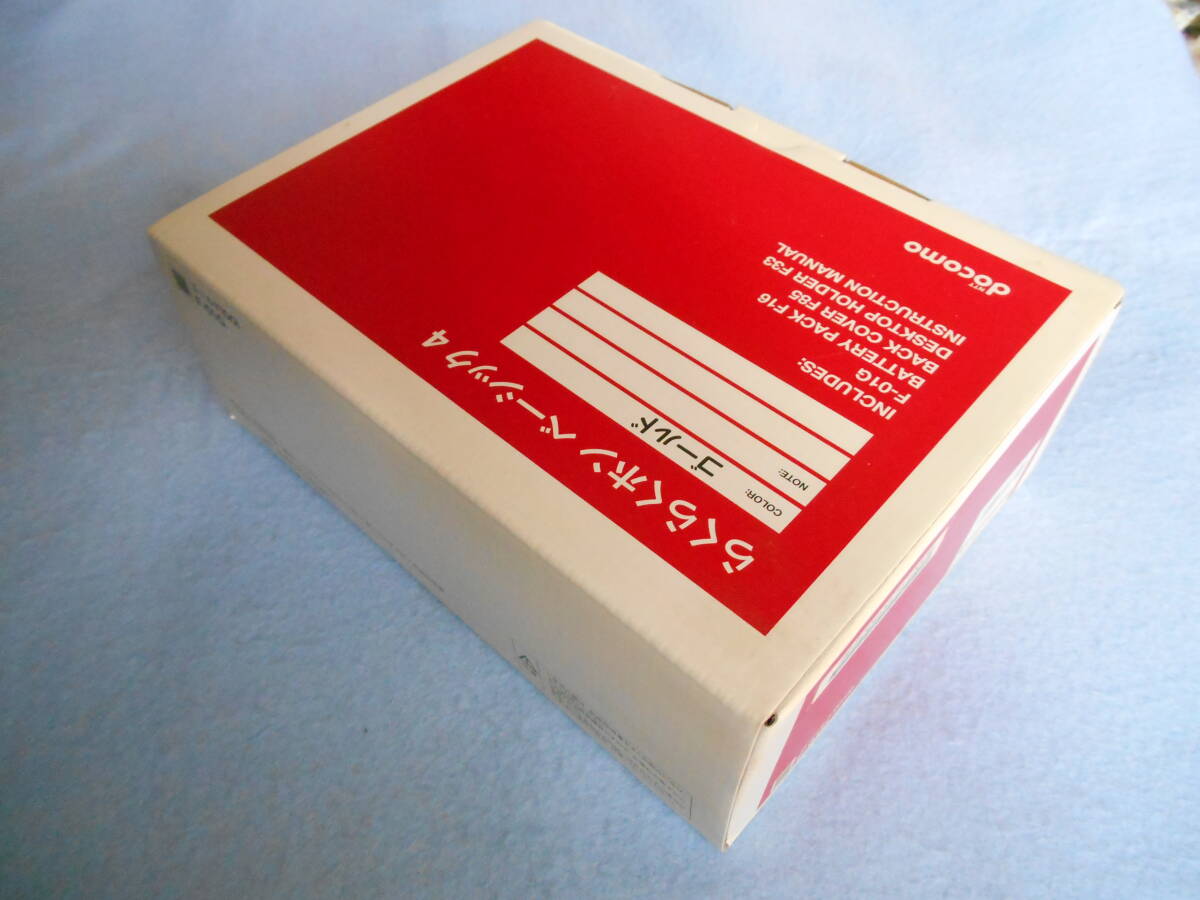 らくらくホン ベーシック4
COLOR:
ゴールド
NOTE:
INCLUDES:
F-01G
BATTERY PACK F16
BACK COVER F85
DESKTOP HOLDER F33
INSTRUCTION MANUAL
NTT
docomo